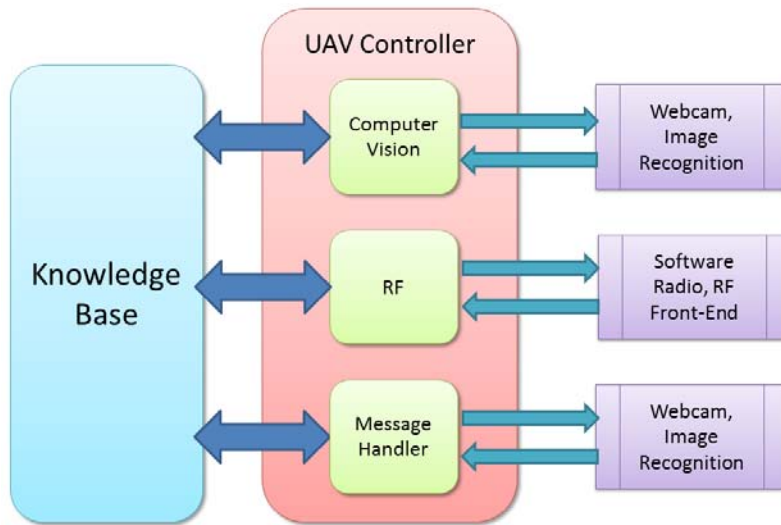 UAV Controller
Knowledge
Base
Computer
Vision
Webcam,
Image
Recognition
RF
Software
Radio, RF
Front-End
Message
Handler
Webcam,
Image
Recognition